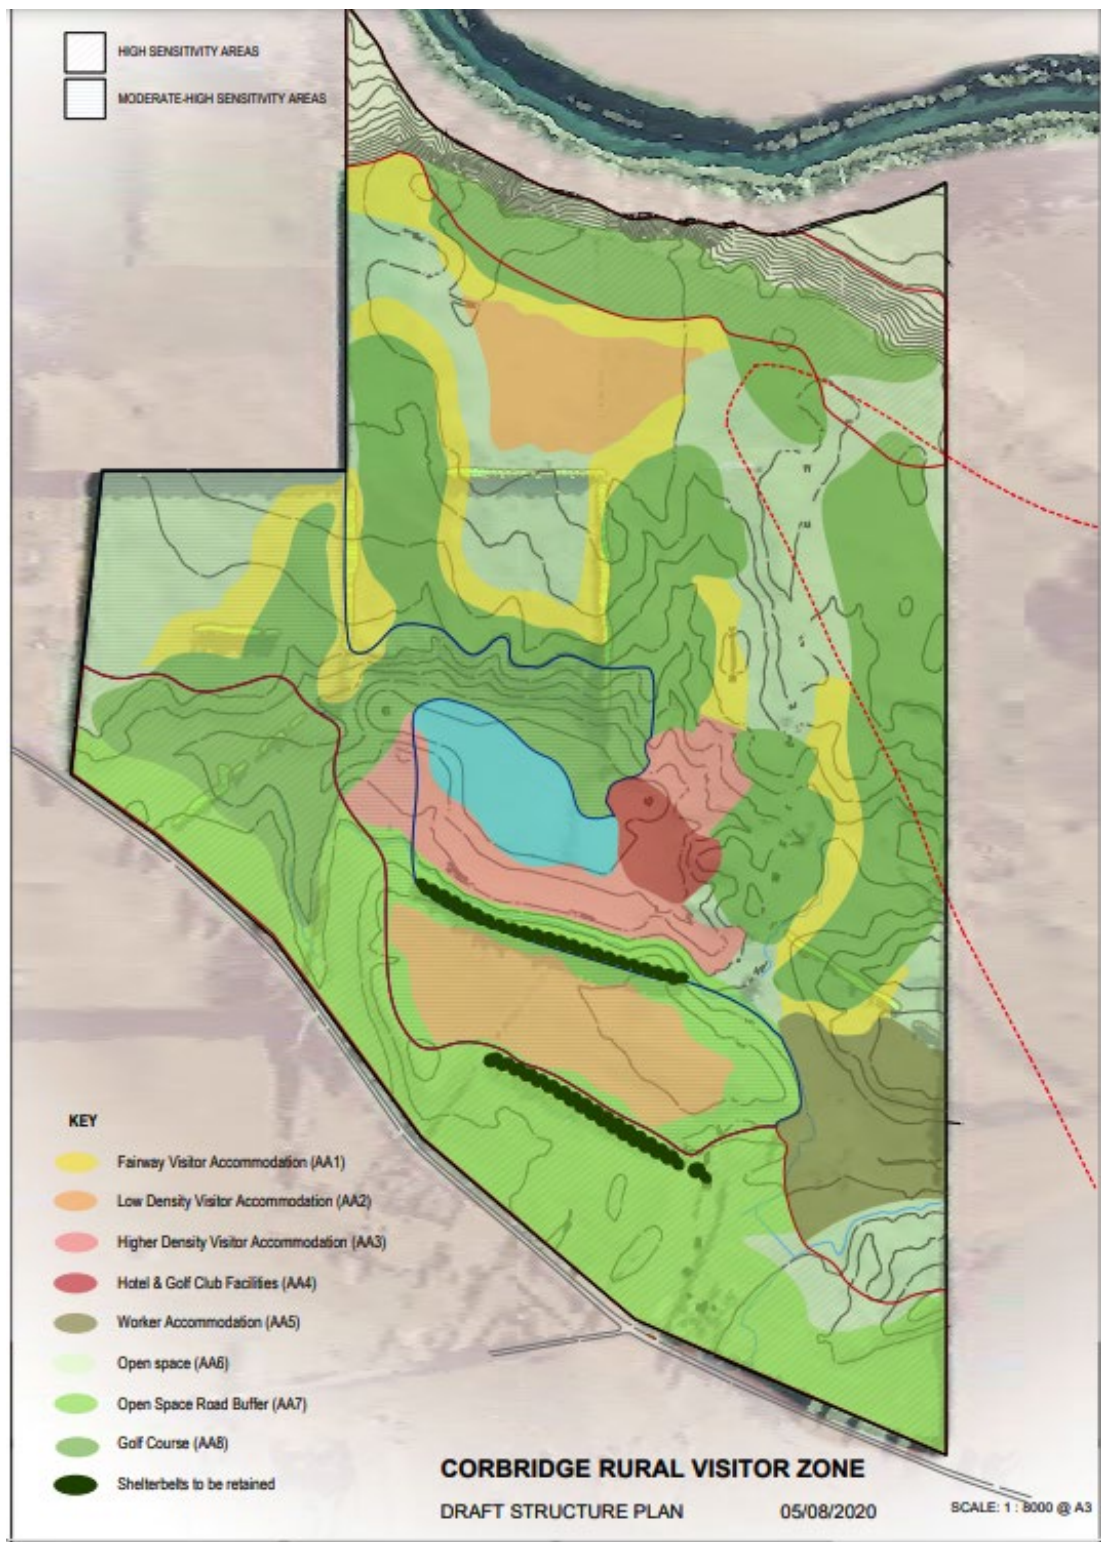 HIGH SENSITIVITY AREAS
MODERATE-HIGH SENSITIVITY AREAS
KEY
Fairway Visitor Accommodation (AA1)
Low Density Visitor Accommodation (AA2)
Higher Density Visitor Accommodation (AA3)
Hotel & Golf Club Facilities (AA4)
Worker Accommodation (AA5)
Open space (AA6)
Open Space Road Buffer (AA7)
Golf Course (AA8)
Shelterbelts to be retained
CORBRIDGE RURAL VISITOR ZONE
DRAFT STRUCTURE PLAN 05/08/2020
SCALE: 1 : 8000 @ A3